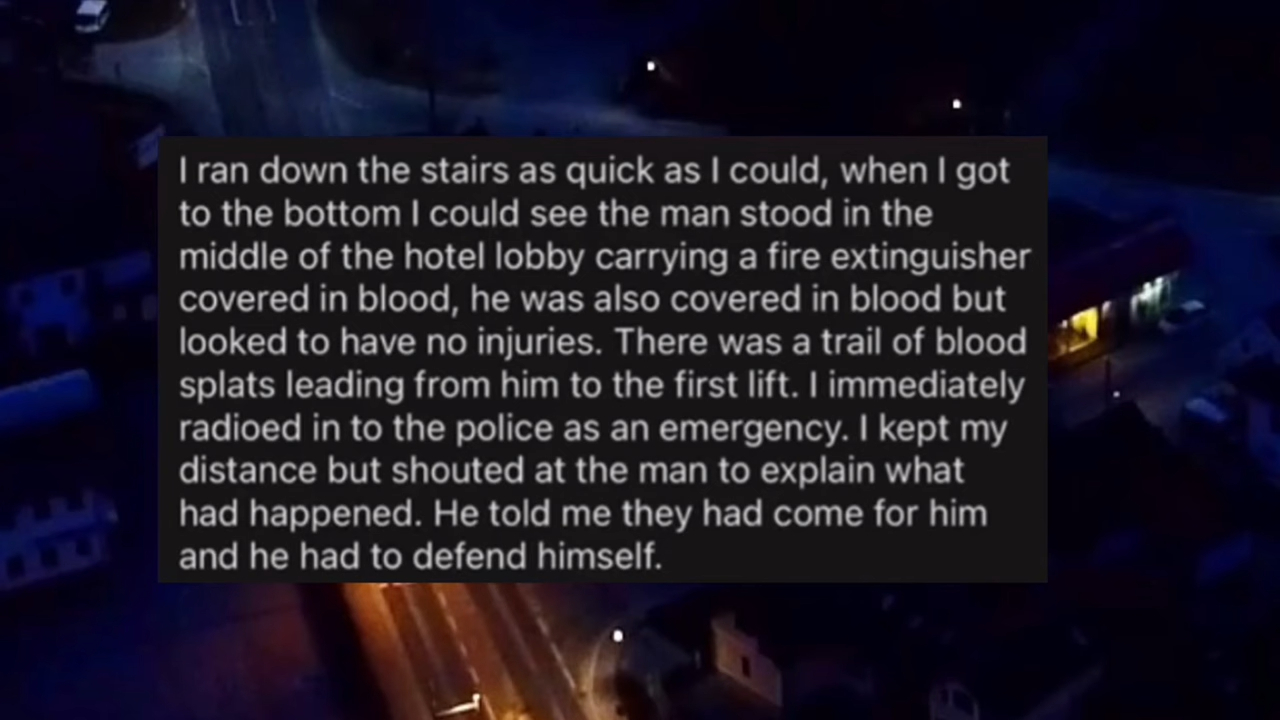 I ran down the stairs as quick as I could, when I got
to the bottom I could see the man stood in the
middle of the hotel lobby carrying a fire extinguisher
covered in blood, he was also covered in blood but
looked to have no injuries. There was a trail of blood
splats leading from him to the first lift. I immediately
radioed in to the police as an emergency. I kept my
distance but shouted at the man to explain what
had happened. He told me they had come for him
and he had to defend himself.